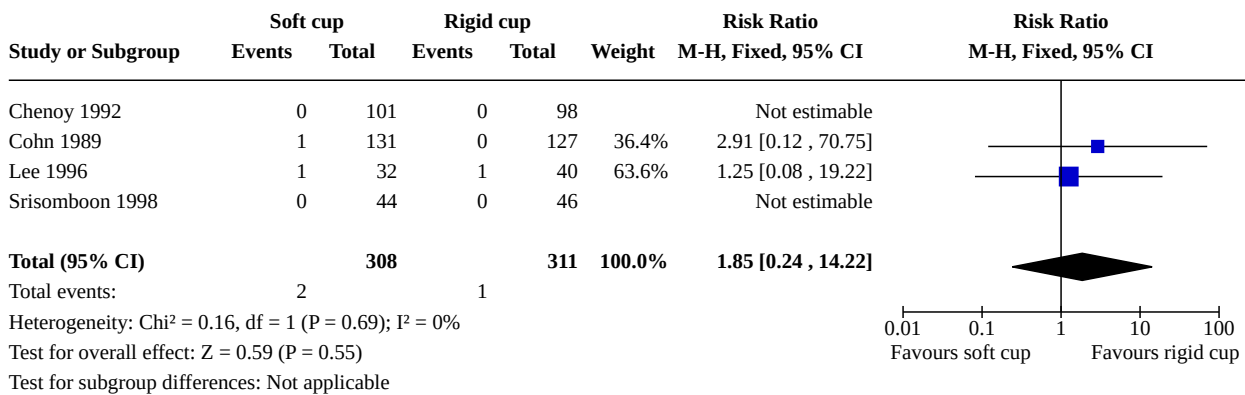 Soft cup Rigid cup Risk Ratio Risk Ratio
Study or Subgroup Events Total Events Total Weight M-H, Fixed, 95% CI M-H, Fixed, 95% CI
Chenoy 1992 0 101 0 98 Not estimable
Cohn 1989 1 131 0 127 36.4% 2.91 [0.12 , 70.75]
Lee 1996 1 32 1 40 63.6% 1.25 [0.08 , 19.22]
Srisomboon 1998 0 44 0 46 Not estimable
Total (95% CI) 308 311 100.0% 1.85 [0.24 , 14.22]
Total events: 2 1
Heterogeneity: Chi² = 0.16, df = 1 (P = 0.69); I² = 0%
0.01 0.1 1 10 100
Test for overall effect: Z = 0.59 (P = 0.55) Favours soft cup Favours rigid cup
Test for subgroup differences: Not applicable